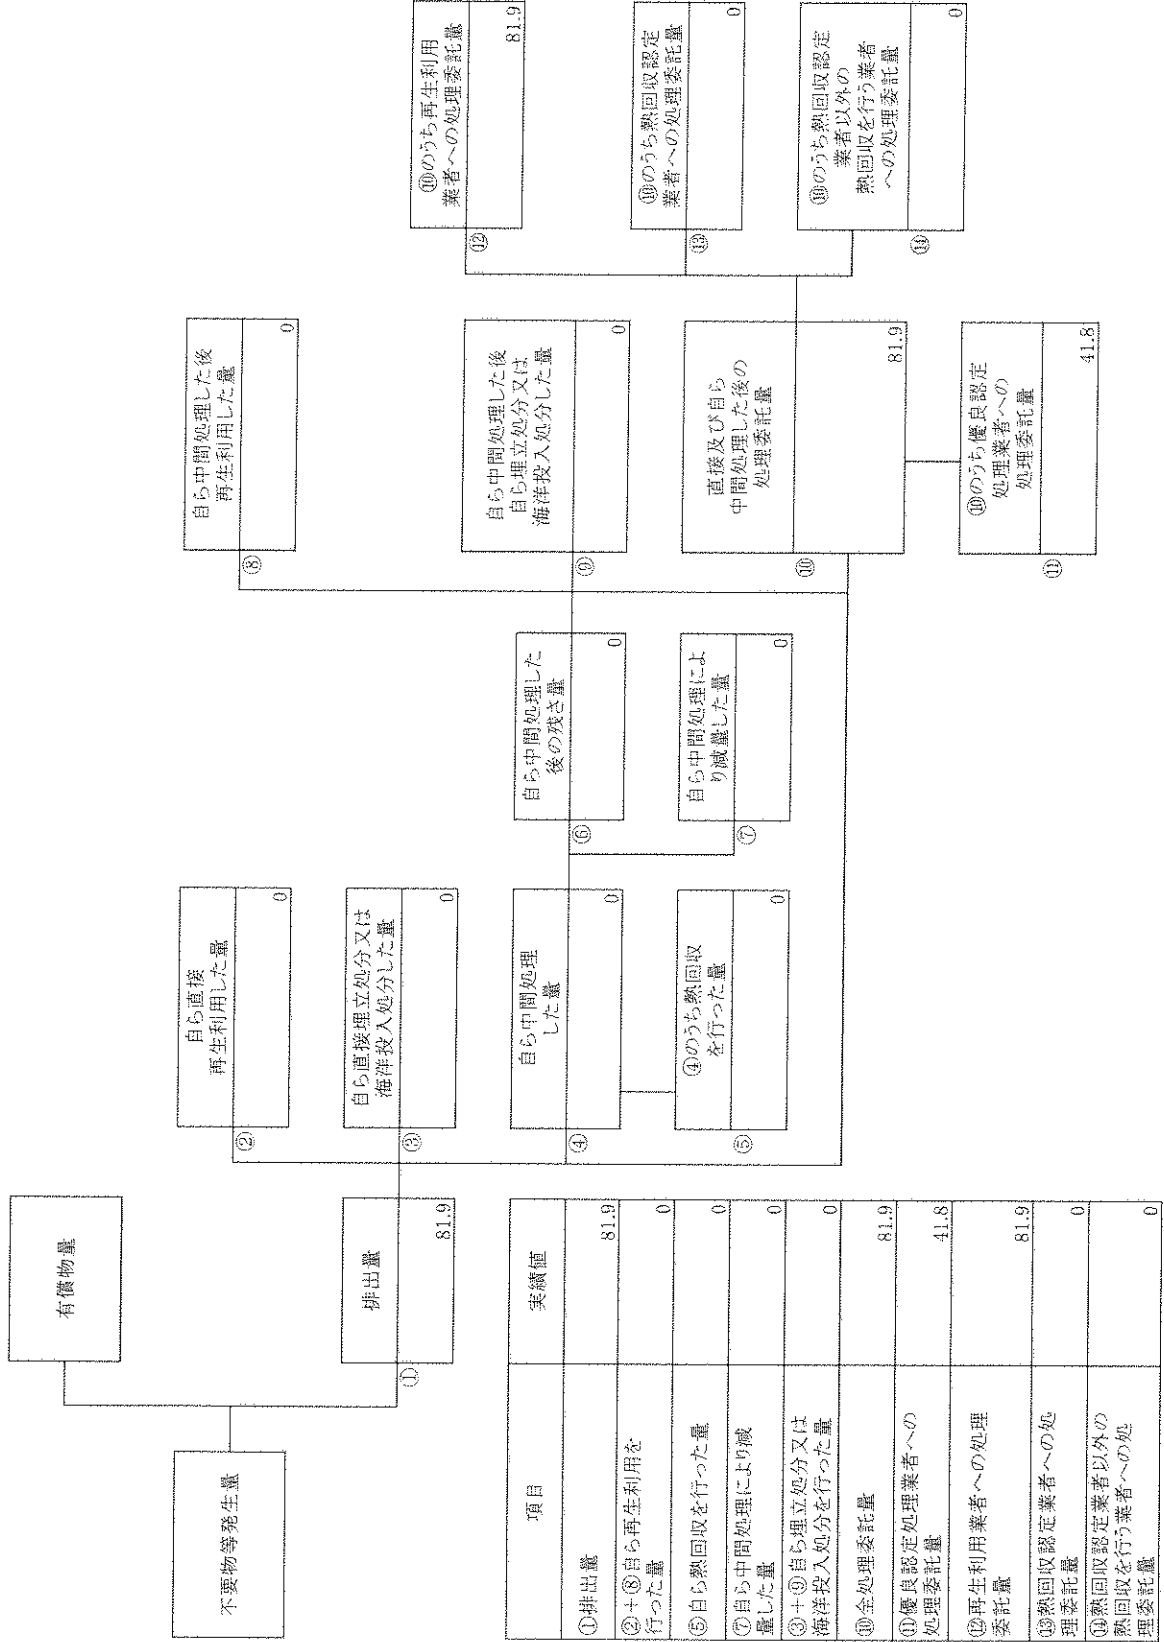 有償物量
不要物等発生量
①
排出量
81.9
②
自ら直接
再生利用した量
0
③
自ら直接埋立処分又は
海洋投入処分した量
0
④
自ら中間処理
した量
0
⑤
④のうち熱回収
を行った量
0
⑥
自ら中間処理した
後の残さ量
0
⑦
自ら中間処理によ
り減量した量
0
⑧
自ら中間処理した後
再生利用した量
0
⑨
自ら中間処理した後
自ら埋立処分又は
海洋投入処分した量
0
⑩
直接及び自ら
中間処理した後の
処理委託量
81.9
⑪
⑩のうち優良認定
処理業者への
処理委託量
41.8
⑫
⑩のうち再生利用
業者への処理委託量
81.9
⑬
⑩のうち熱回収認定
業者への処理委託量
0
⑭
⑩のうち熱回収認定
業者以外の
熱回収を行う業者
への処理委託量
0
項目 実績値
①排出量 81.9
②+⑧自ら再生利用を
行った量 0
⑤自ら熱回収を行った量 0
⑦自ら中間処理により減
量した量 0
③+⑨自ら埋立処分又は
海洋投入処分を行った量 0
⑩全処理委託量 81.9
⑪優良認定処理業者への
処理委託量 41.8
⑫再生利用業者への処理
委託量 81.9
⑬熱回収認定業者への処
理委託量 0
⑭熱回収認定業者以外の
熱回収を行う業者への処
理委託量 0